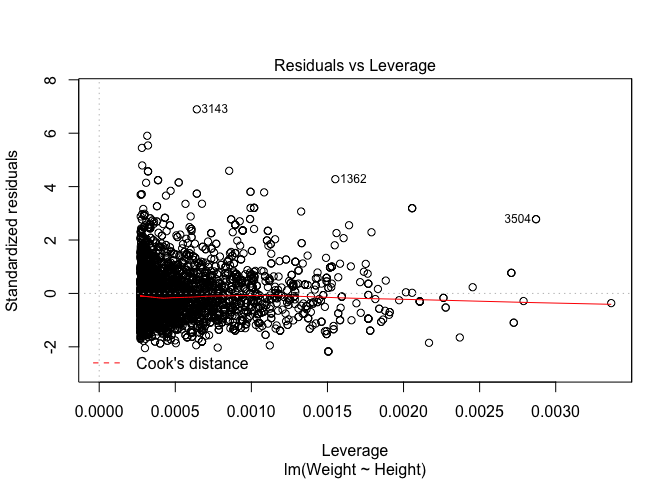 Residuals vs Leverage
Standardized residuals
8
6
4
2
0
-2
3143
1362
3504
Cook's distance
0.0000 0.0005 0.0010 0.0015 0.0020 0.0025 0.0030
Leverage
lm(Weight ~ Height)